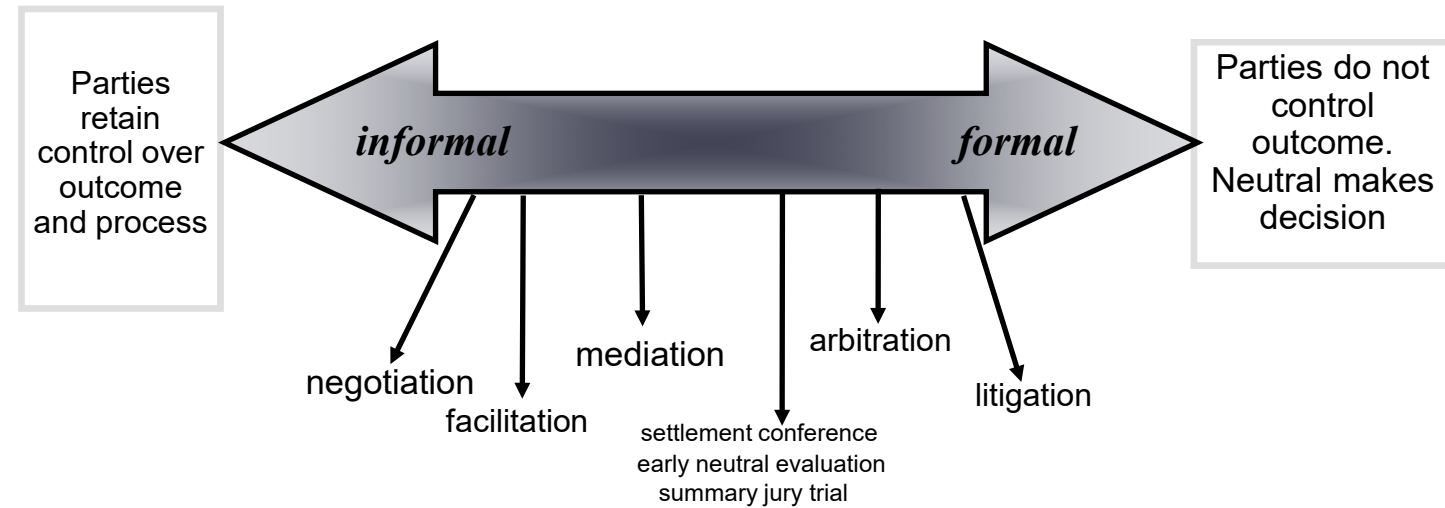 Parties
retain
control over
outcome
and process
informal
formal
Parties do not
control
outcome.
Neutral makes
decision
negotiation
facilitation
mediation
settlement conference
early neutral evaluation
summary jury trial
arbitration
litigation